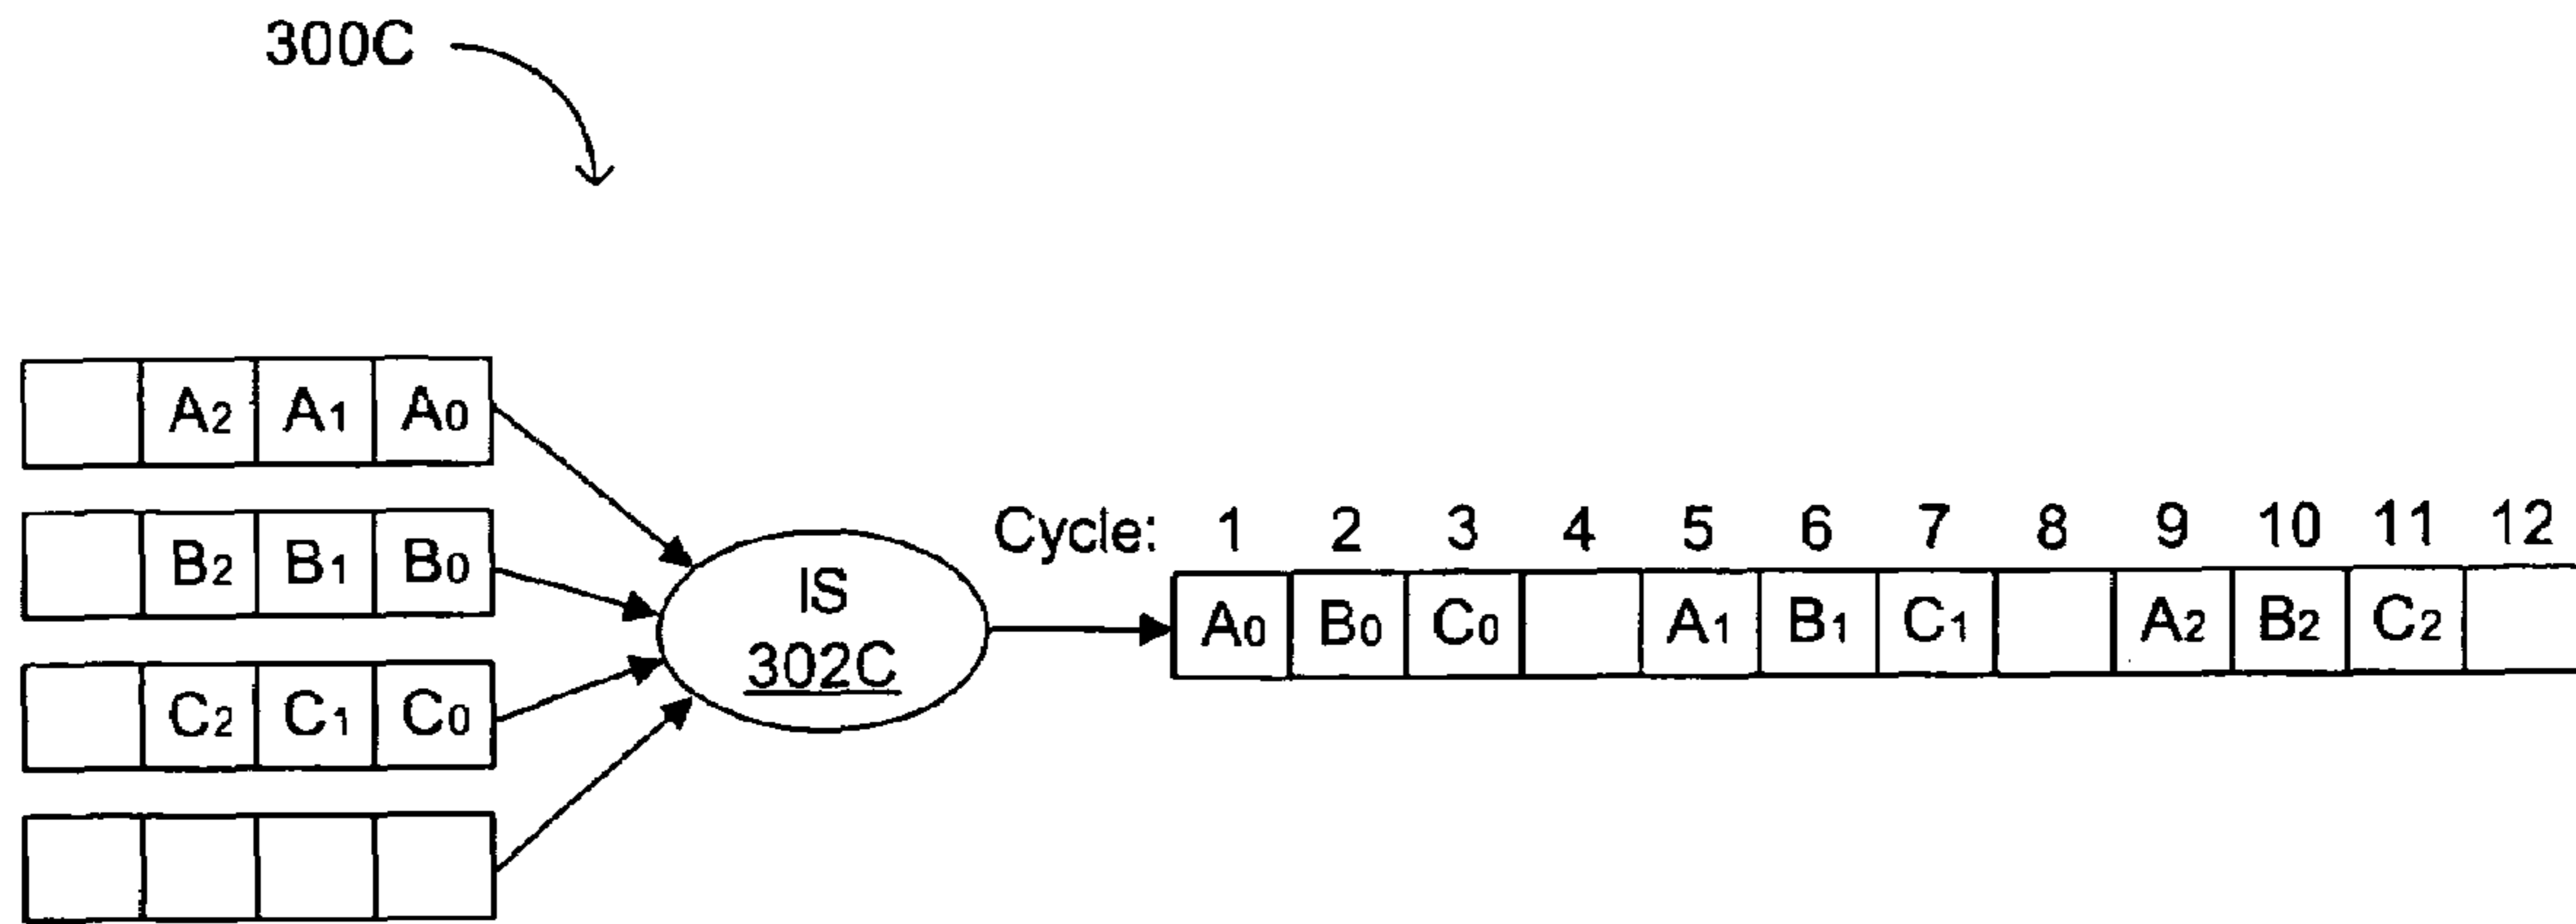 300C
A2 A1 A0
B2 B1 B0
C2 C1 C0
IS
302C
Cycle: 1 2 3 4 5 6 7 8 9 10 11 12
A0 B0 C0 A1 B1 C1 A2 B2 C2